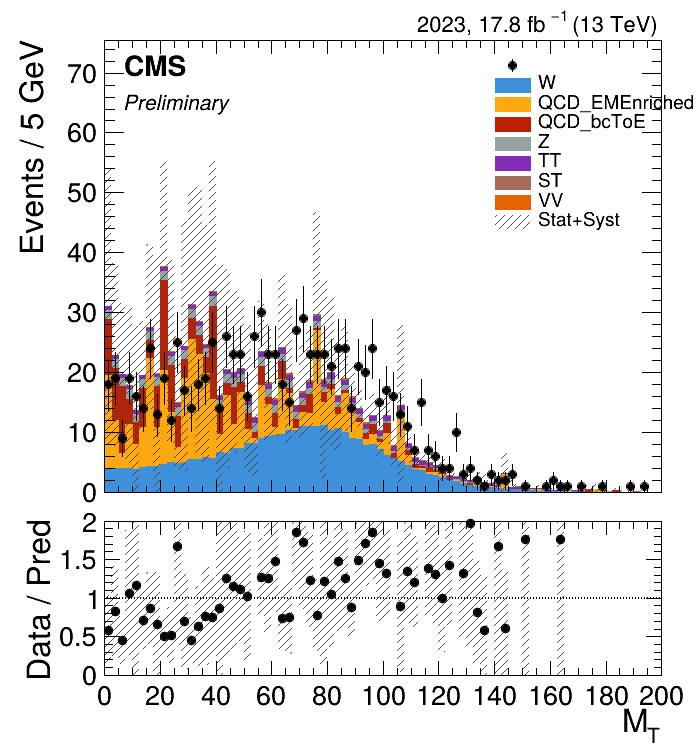 2023, 17.8 fb⁻¹ (13 TeV)
CMS
Preliminary
W
QCD_EMEnriched
QCD_bcToE
Z
TT
ST
VV
Stat+Syst
Events / 5 GeV
70
60
50
40
30
20
10
0
Data / Pred
2
1.5
1
0.5
0
0 20 40 60 80 100 120 140 160 180 200
M_T